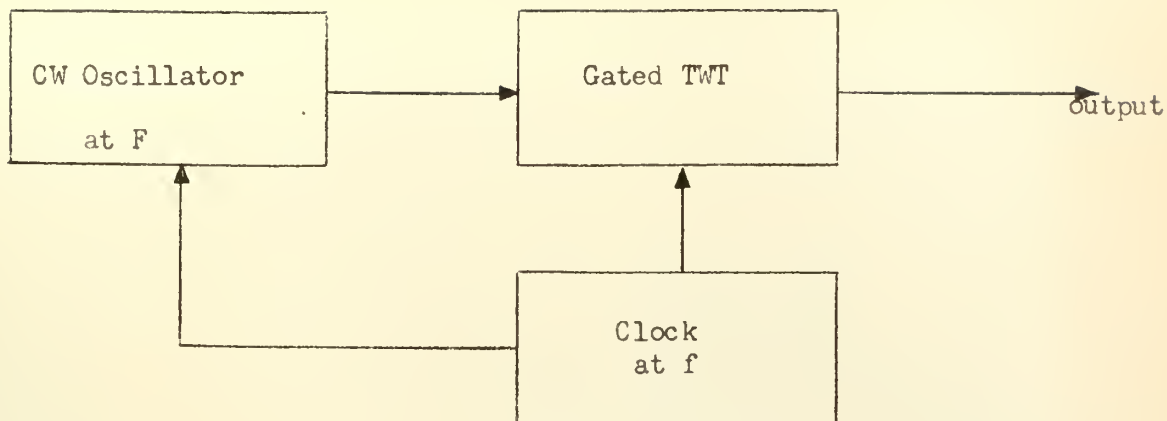 CW Oscillator
at F
Gated TWT
output
Clock
at f